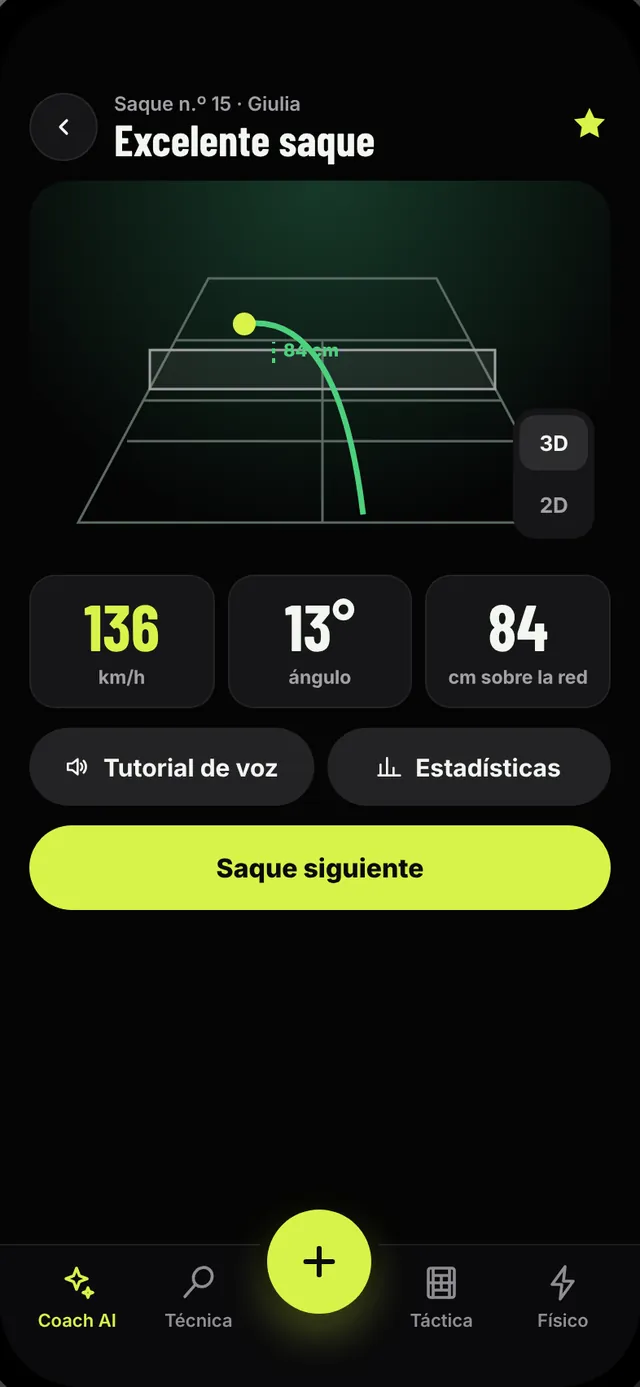 Saque n.º 15 · Giulia
Excelente saque
84 cm
3D
2D
136
km/h
13°
ángulo
84
cm sobre la red
Tutorial de voz
Estadísticas
Saque siguiente
Coach AI
Técnica
Táctica
Físico